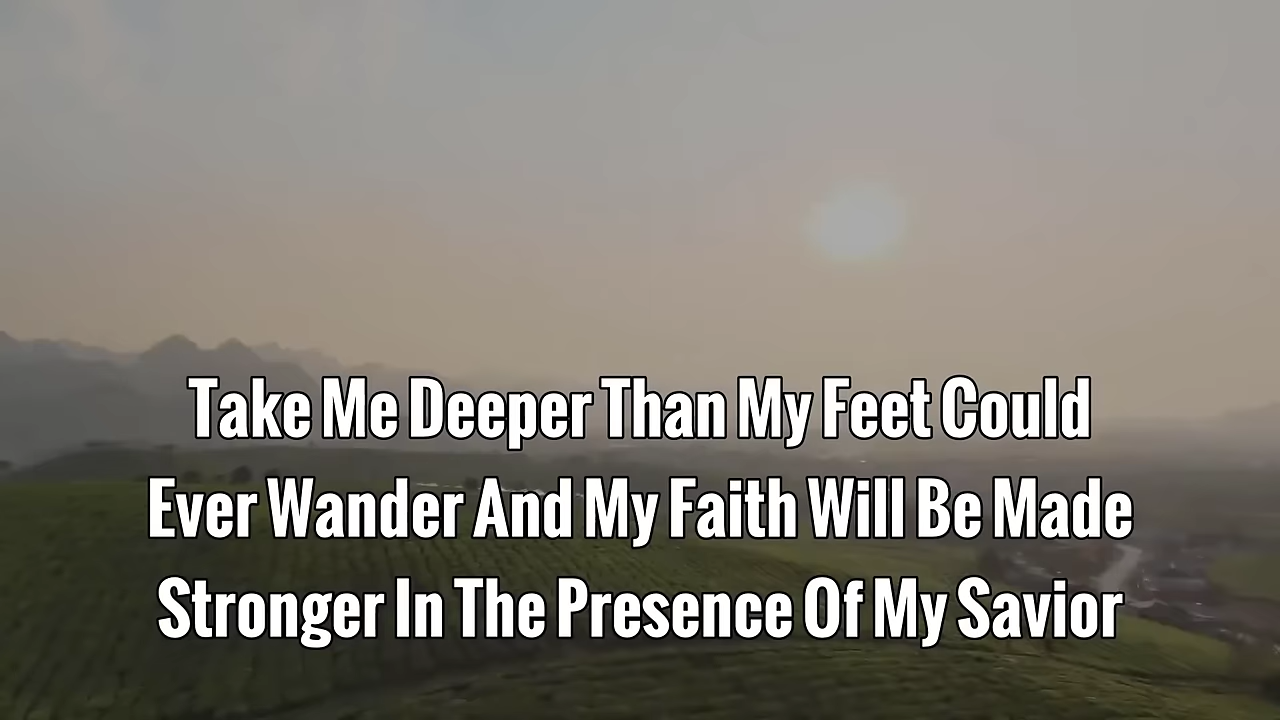 Take Me Deeper Than My Feet Could
Ever Wander And My Faith Will Be Made
Stronger In The Presence Of My Savior